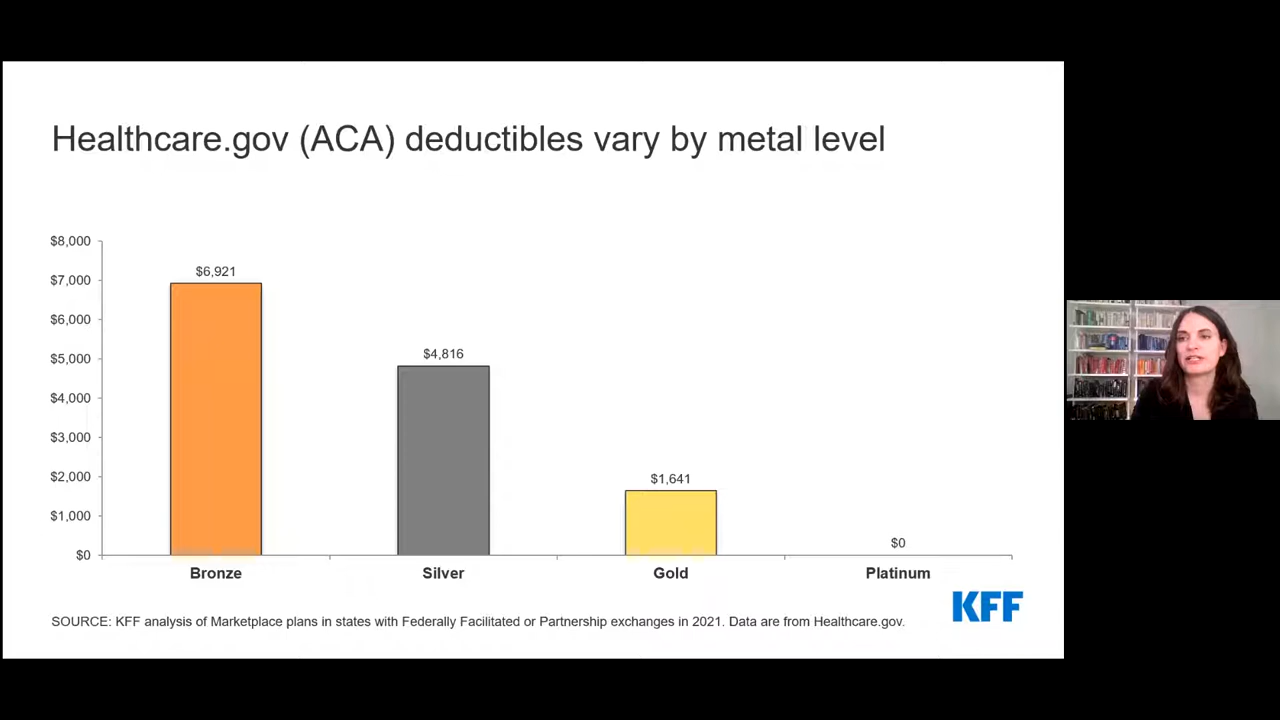 Healthcare.gov (ACA) deductibles vary by metal level
$8,000
$7,000
$6,000
$5,000
$4,000
$3,000
$2,000
$1,000
$0
$6,921
$4,816
$1,641
$0
Bronze
Silver
Gold
Platinum
KFF
SOURCE: KFF analysis of Marketplace plans in states with Federally Facilitated or Partnership exchanges in 2021. Data are from Healthcare.gov.